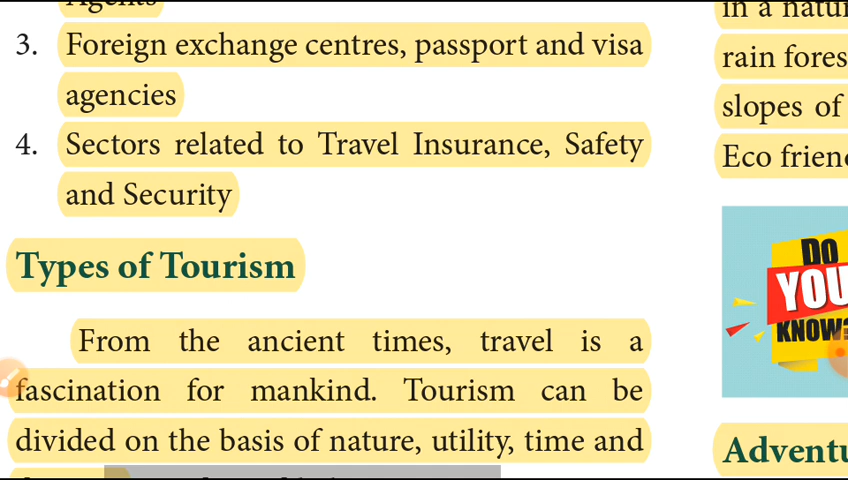 Agents
3. Foreign exchange centres, passport and visa
agencies
4. Sectors related to Travel Insurance, Safety
and Security
Types of Tourism
From the ancient times, travel is a
fascination for mankind. Tourism can be
divided on the basis of nature, utility, time and
in a natu
rain fores
slopes of
Eco frien
DO
YOU
KNOW?
Adventu